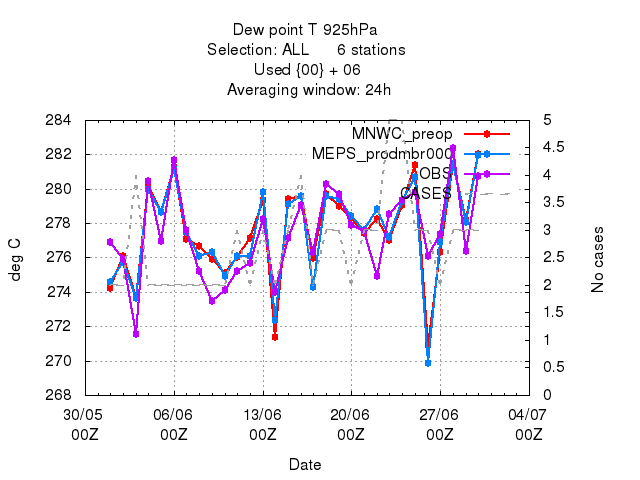 Dew point T 925hPa
Selection: ALL 6 stations
Used {00} + 06
Averaging window: 24h
284
282
280
278
276
274
272
270
268
deg C
5
4.5
4
3.5
3
2.5
2
1.5
1
0.5
0
No cases
MNWC_preop
MEPS_prodmbr000
OBS
CASES
30/05 06/06 13/06 20/06 27/06 04/07
00Z 00Z 00Z 00Z 00Z 00Z
Date